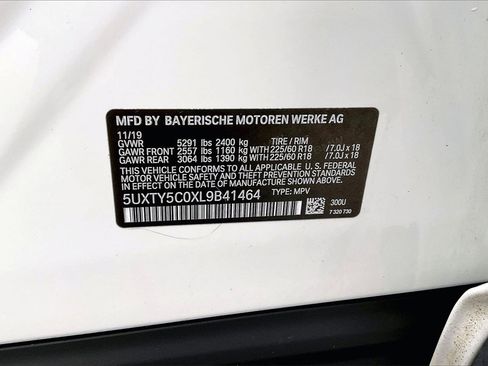 MFD BY BAYERISCHE MOTOREN WERKE AG
11/19
GVWR 5291 lbs 2400 kg TIRE / RIM
GAWR FRONT 2557 lbs 1160 kg WITH 225/60 R18 /7.0J x 18
GAWR REAR 3064 lbs 1390 kg WITH 225/60 R18 /7.0J x 18
THIS VEHICLE CONFORMS TO ALL APPLICABLE U.S. FEDERAL
MOTOR VEHICLE SAFETY AND THEFT PREVENTION STANDARDS
IN EFFECT ON THE DATE OF MANUFACTURE SHOWN ABOVE.
5UXTY5C0XL9B41464 TYPE: MPV
300U
7 320 730